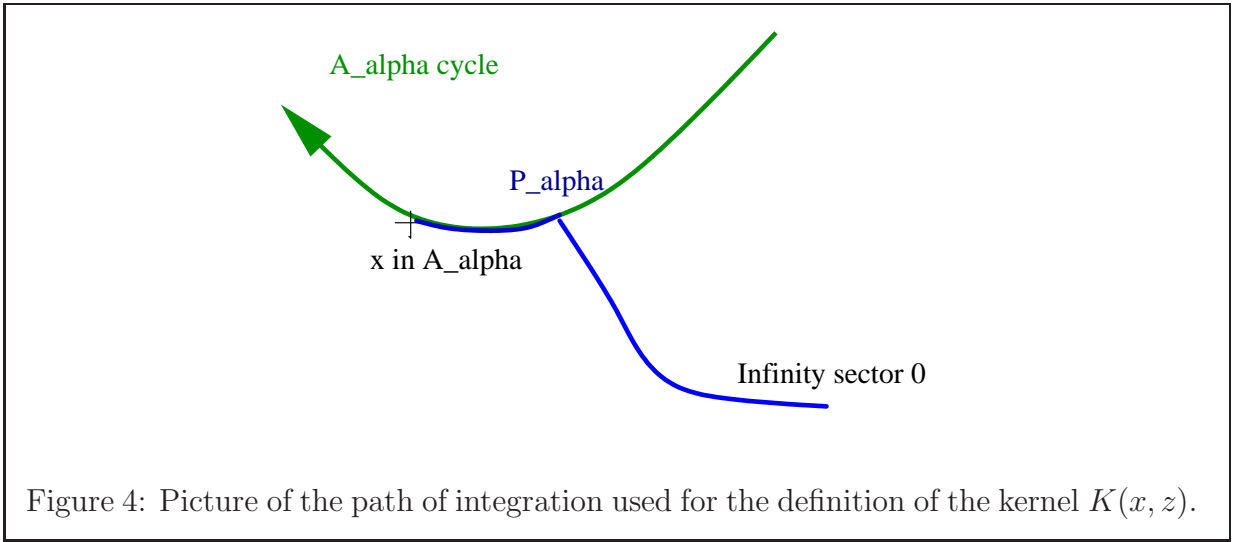 A_alpha cycle
P_alpha
x in A_alpha
Infinity sector 0
Figure 4: Picture of the path of integration used for the definition of the kernel K(x, z).